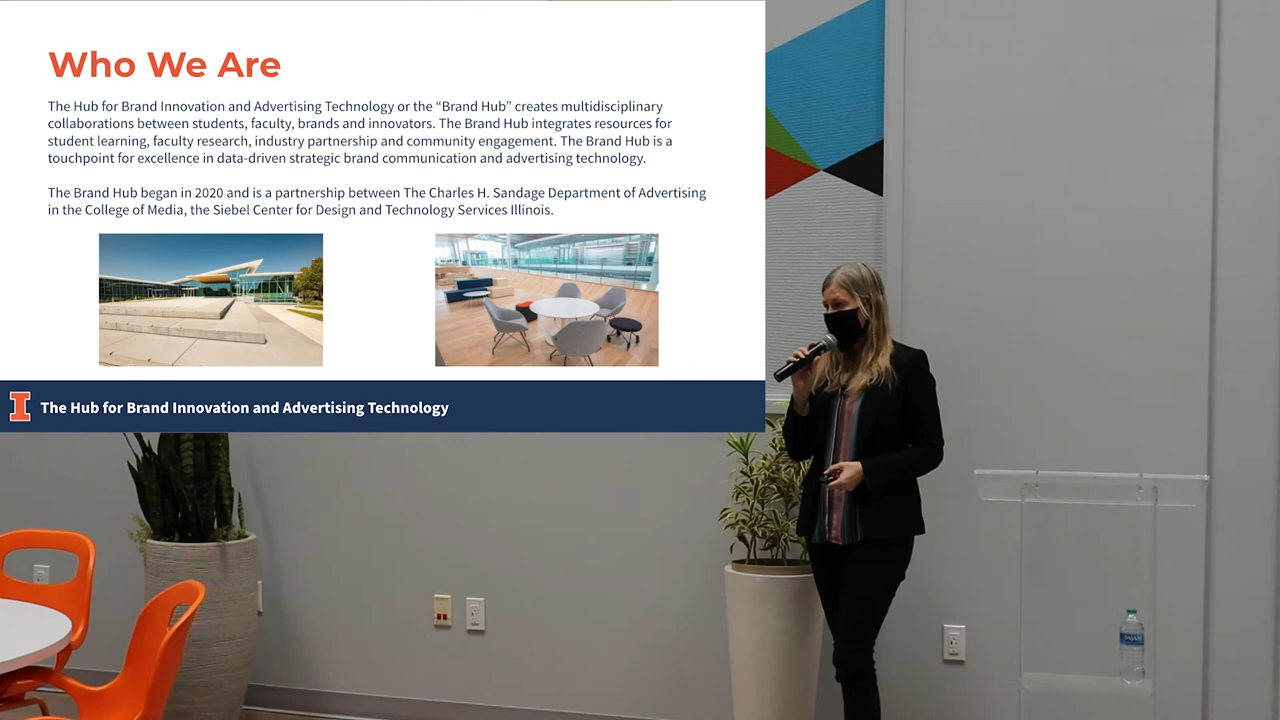 Who We Are
The Hub for Brand Innovation and Advertising Technology or the “Brand Hub” creates multidisciplinary
collaborations between students, faculty, brands and innovators. The Brand Hub integrates resources for
student learning, faculty research, industry partnership and community engagement. The Brand Hub is a
touchpoint for excellence in data-driven strategic brand communication and advertising technology.
The Brand Hub began in 2020 and is a partnership between The Charles H. Sandage Department of Advertising
in the College of Media, the Siebel Center for Design and Technology Services Illinois.
I The Hub for Brand Innovation and Advertising Technology